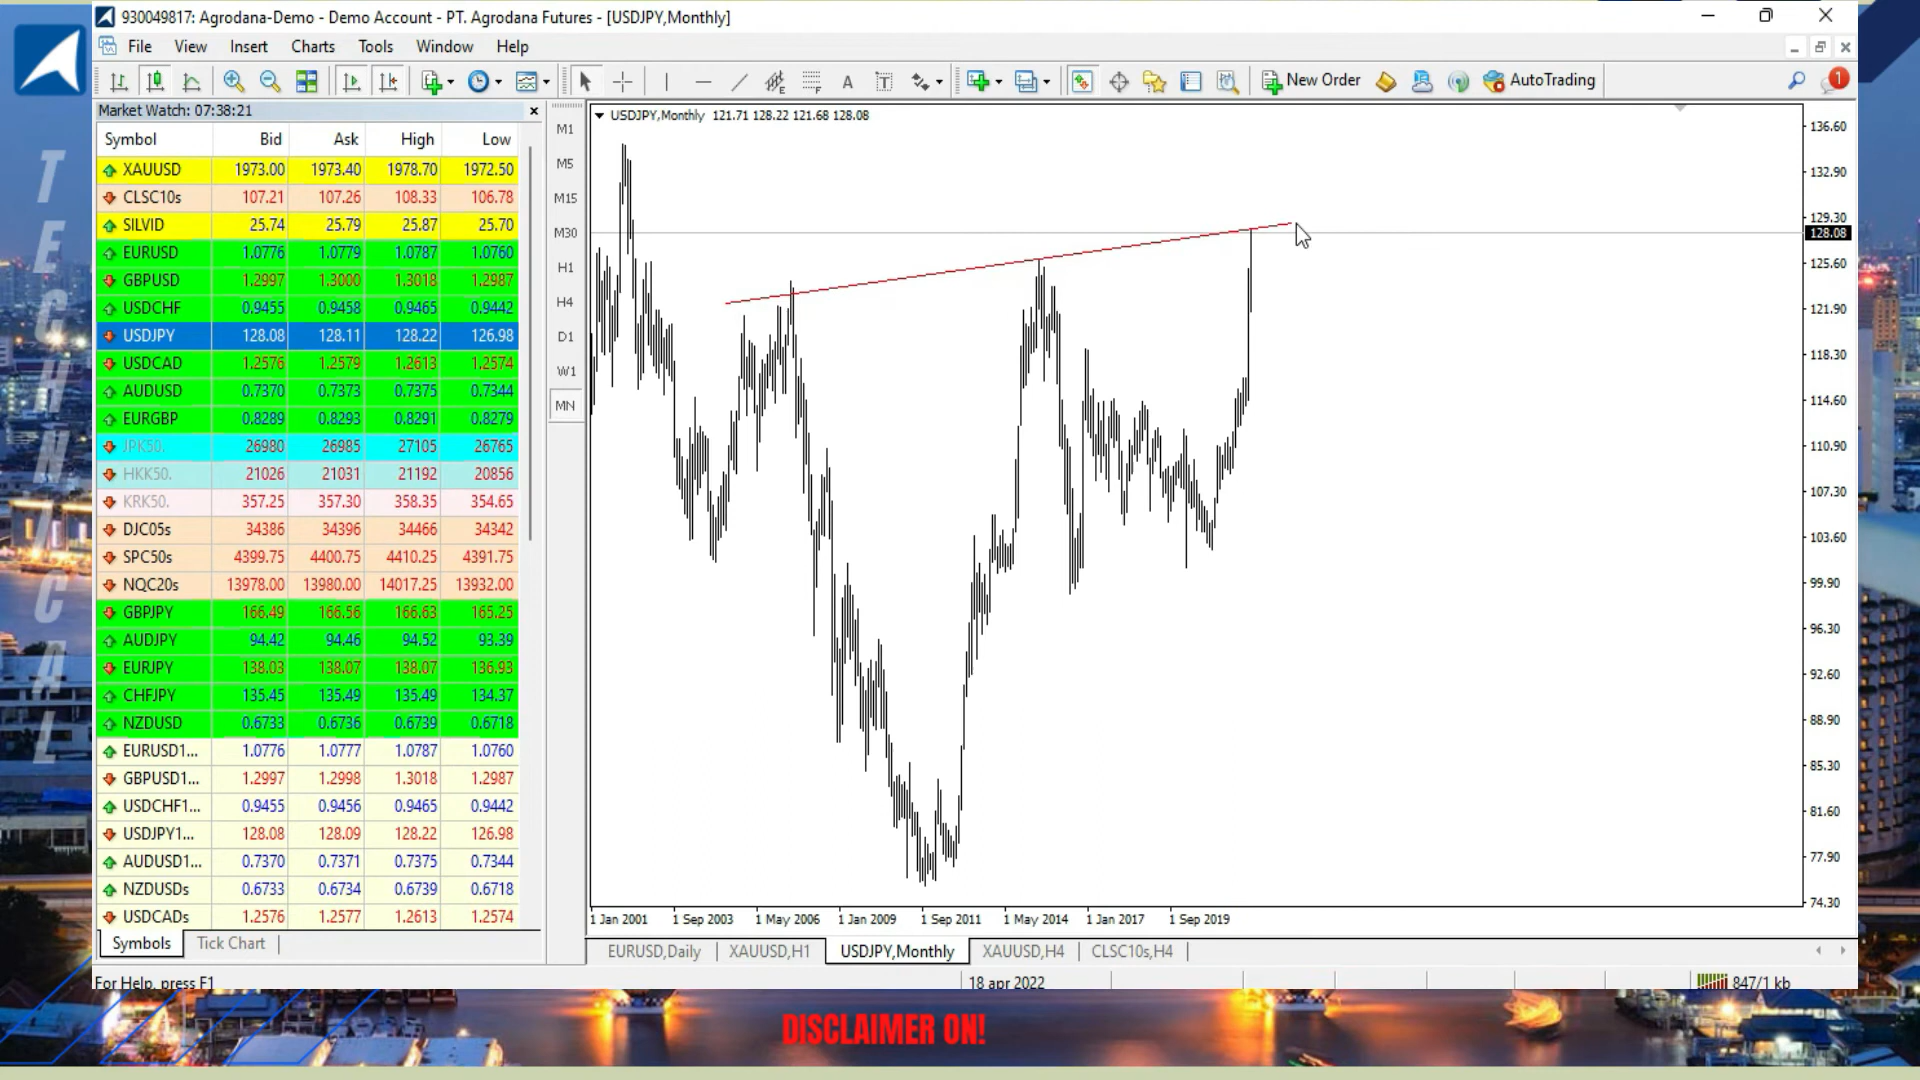 930049817: Agrodana-Demo - Demo Account - PT. Agrodana Futures - [USDJPY,Monthly]
File View Insert Charts Tools Window Help
A T New Order AutoTrading 1
Market Watch: 07:38:21
Symbol Bid Ask High Low
XAUUSD 1973.00 1973.40 1978.70 1972.50
CLSC10s 107.21 107.26 108.33 106.78
SILVID 25.74 25.79 25.87 25.70
EURUSD 1.0776 1.0779 1.0787 1.0760
GBPUSD 1.2997 1.3000 1.3018 1.2987
USDCHF 0.9455 0.9458 0.9465 0.9442
USDJPY 128.08 128.11 128.22 126.98
USDCAD 1.2576 1.2579 1.2613 1.2574
AUDUSD 0.7370 0.7373 0.7375 0.7344
EURGBP 0.8289 0.8293 0.8291 0.8279
JPK50. 26980 26985 27105 26765
HKK50. 21026 21031 21192 20856
KRK50. 357.25 357.30 358.35 354.65
DJC05s 34386 34396 34466 34342
SPC50s 4399.75 4400.75 4410.25 4391.75
NQC20s 13978.00 13980.00 14017.25 13932.00
GBPJPY 166.49 166.56 166.63 165.25
AUDJPY 94.42 94.46 94.52 93.39
EURJPY 138.03 138.07 138.07 136.93
CHFJPY 135.45 135.49 135.49 134.37
NZDUSD 0.6733 0.6736 0.6739 0.6718
EURUSD1... 1.0776 1.0777 1.0787 1.0760
GBPUSD1... 1.2997 1.2998 1.3018 1.2987
USDCHF1... 0.9455 0.9456 0.9465 0.9442
USDJPY1... 128.08 128.09 128.22 126.98
AUDUSD1... 0.7370 0.7371 0.7375 0.7344
NZDUSDs 0.6733 0.6734 0.6739 0.6718
USDCADs 1.2576 1.2577 1.2613 1.2574
Symbols Tick Chart
M1
M5
M15
M30
H1
H4
D1
W1
MN
USDJPY,Monthly 121.71 128.22 121.68 128.08
136.60
132.90
129.30
128.08
125.60
121.90
118.30
114.60
110.90
107.30
103.60
99.90
96.30
92.60
88.90
85.30
81.60
77.90
74.30
1 Jan 2001 1 Sep 2003 1 May 2006 1 Jan 2009 1 Sep 2011 1 May 2014 1 Jan 2017 1 Sep 2019
EURUSD,Daily XAUUSD,H1 USDJPY,Monthly XAUUSD,H4 CLSC10s,H4
For Help, press F1 18 apr 2022 847/1 kb
TECHNICAL
DISCLAIMER ON!